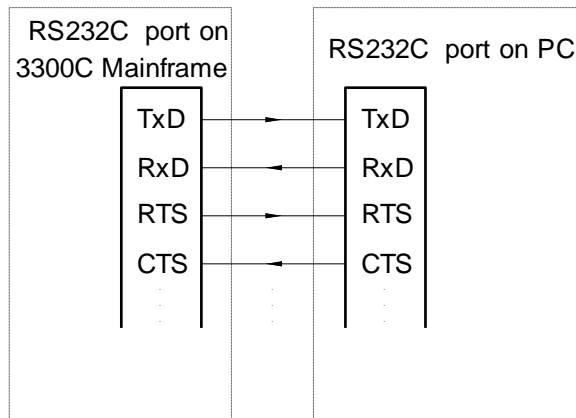 RS232C port on
3300C Mainframe
RS232C port on PC
TxD TxD
RxD RxD
RTS RTS
CTS CTS